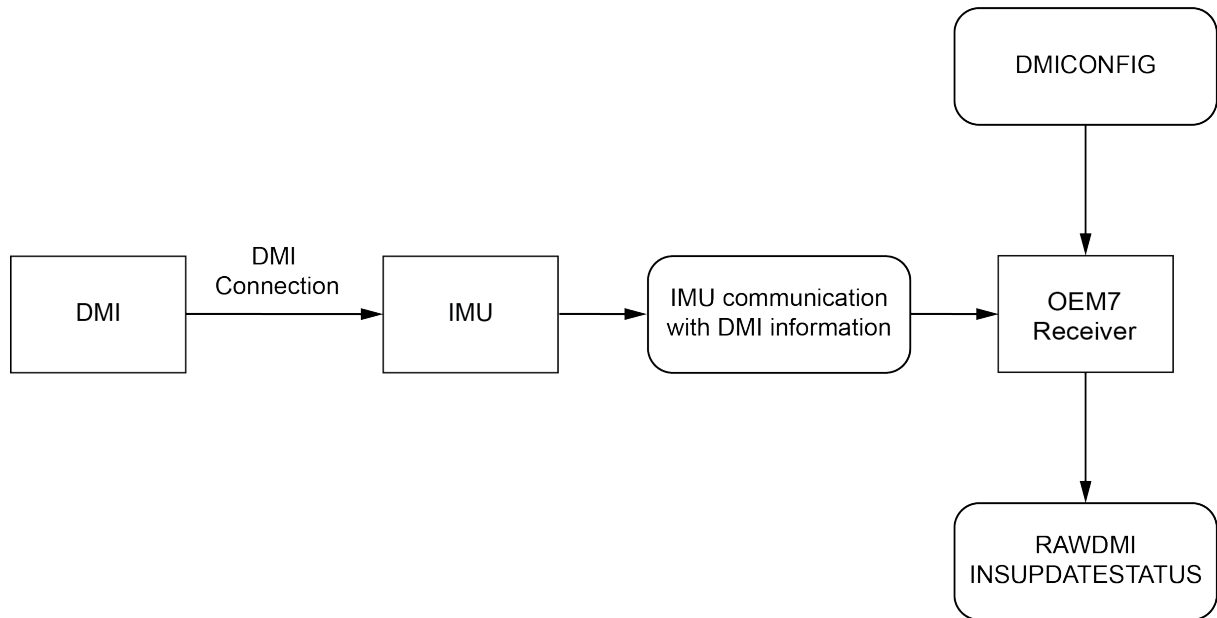 DMICONFIG
DMI
Connection
DMI
IMU
IMU communication
with DMI information
OEM7
Receiver
RAWDMI
INSUPDATESTATUS